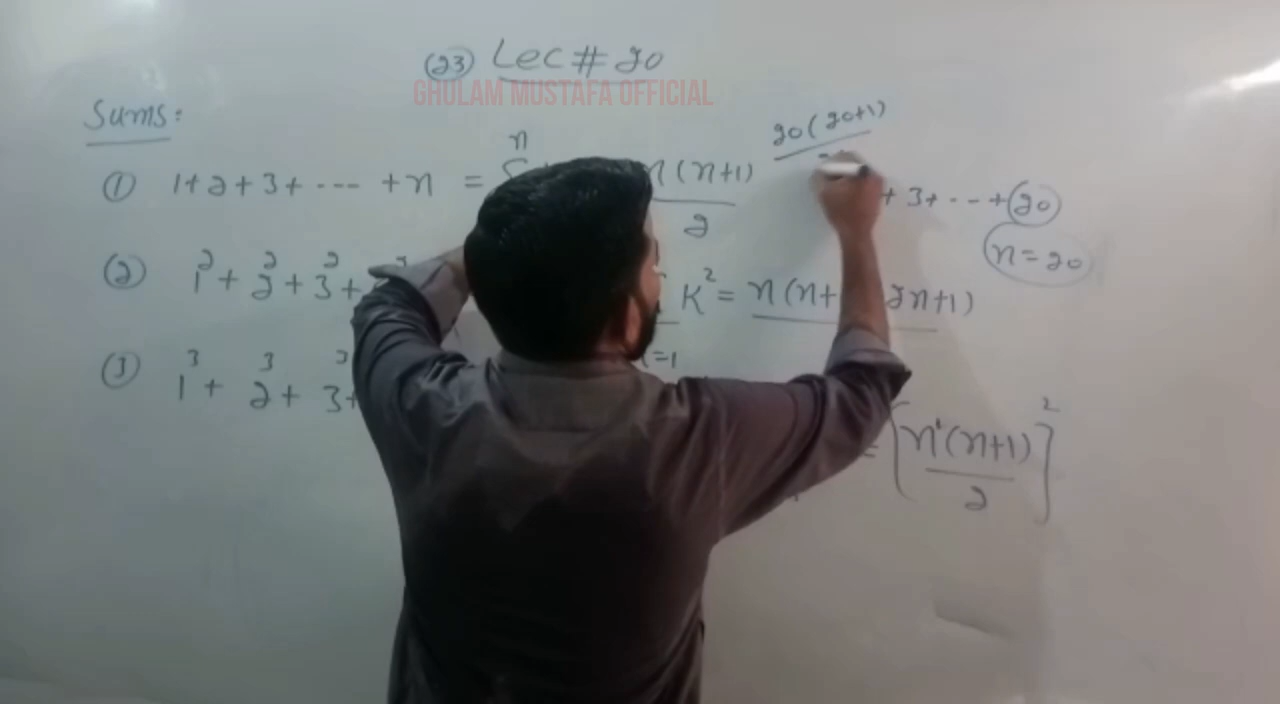 (23) Lec # 20
GHULAM MUSTAFA OFFICIAL
Sums:
① 1+2+3+ --- +n = n n(n+1) / 2
20(20+1)
+ 3+ --- +20
n=20
② 1² + 2² + 3² + K² = n(n+ 2n+1)
=1
③ 1³ + 2³ + 3³+ = [n(n+1) / 2]²